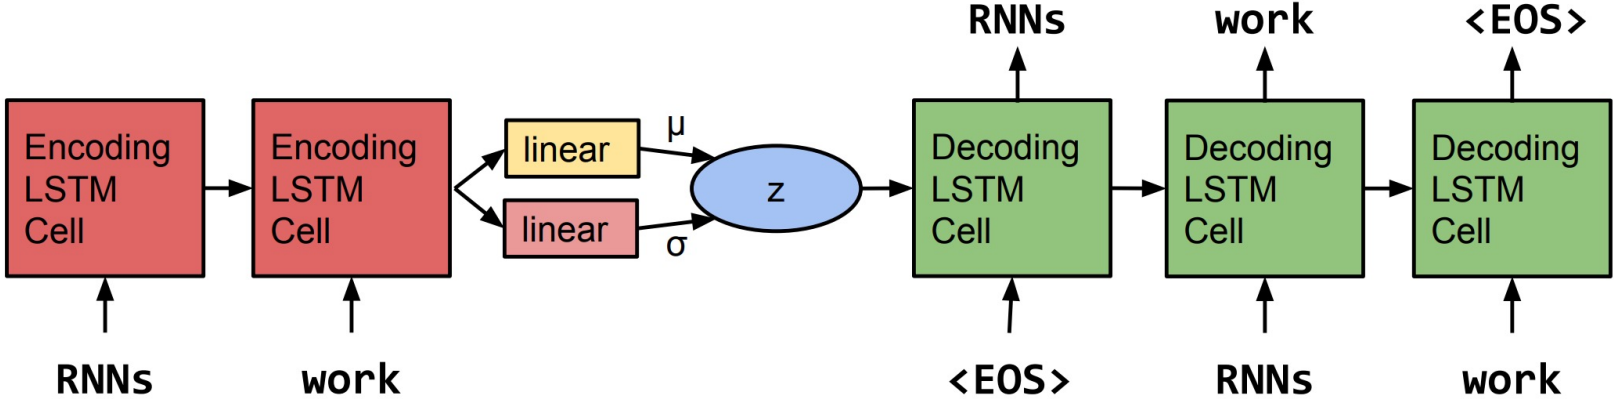 RNNs work <EOS>
Encoding
LSTM
Cell
Encoding
LSTM
Cell
linear
μ
linear
σ
z
Decoding
LSTM
Cell
Decoding
LSTM
Cell
Decoding
LSTM
Cell
RNNs work <EOS> RNNs work